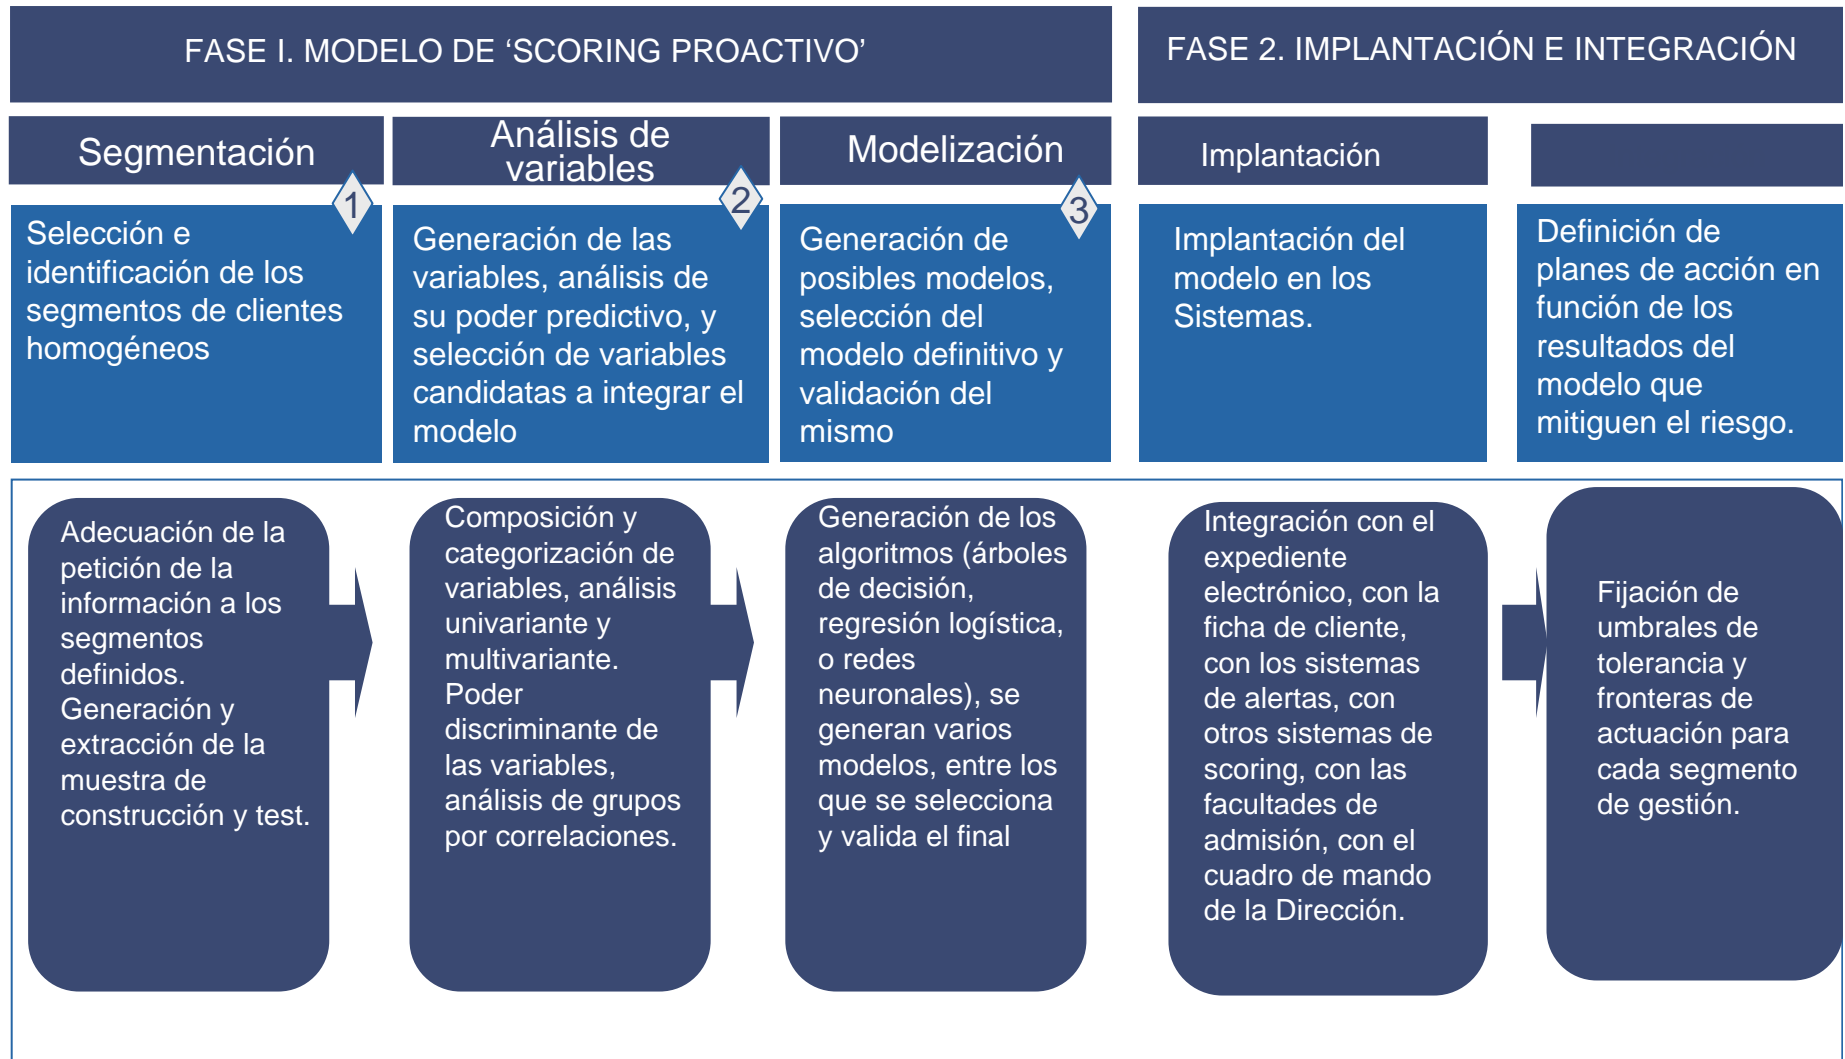 FASE I. MODELO DE ‘SCORING PROACTIVO’
FASE 2. IMPLANTACIÓN E INTEGRACIÓN
Segmentación
1
Análisis de
variables
2
Modelización
3
Implantación
Selección e
identificación de los
segmentos de clientes
homogéneos
Generación de las
variables, análisis de
su poder predictivo, y
selección de variables
candidatas a integrar el
modelo
Generación de
posibles modelos,
selección del
modelo definitivo y
validación del
mismo
Implantación del
modelo en los
Sistemas.
Definición de
planes de acción en
función de los
resultados del
modelo que
mitiguen el riesgo.
Adecuación de la
petición de la
información a los
segmentos
definidos.
Generación y
extracción de la
muestra de
construcción y test.
Composición y
categorización de
variables, análisis
univariante y
multivariante.
Poder
discriminante de
las variables,
análisis de grupos
por correlaciones.
Generación de los
algoritmos (árboles
de decisión,
regresión logística,
o redes
neuronales), se
generan varios
modelos, entre los
que se selecciona
y valida el final
Integración con el
expediente
electrónico, con la
ficha de cliente,
con los sistemas
de alertas, con
otros sistemas de
scoring, con las
facultades de
admisión, con el
cuadro de mando
de la Dirección.
Fijación de
umbrales de
tolerancia y
fronteras de
actuación para
cada segmento
de gestión.